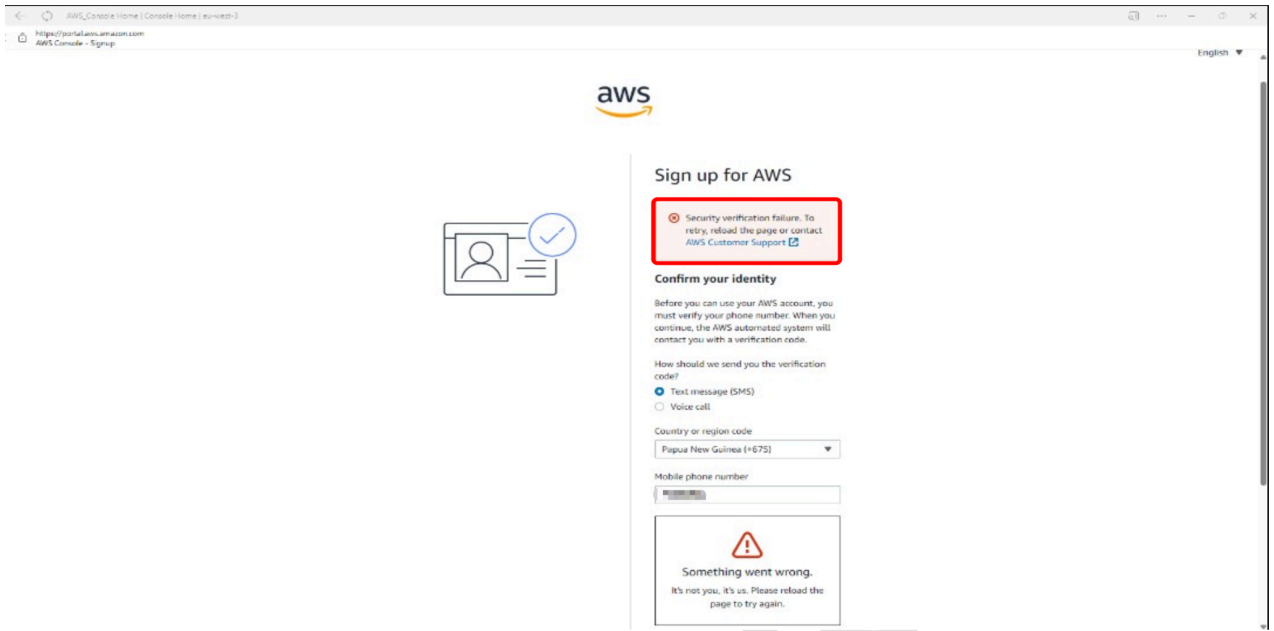 AWS_Console Home | Console Home | eu-west-3
https://portal.aws.amazon.com
AWS Console - Signup
English
aws
Sign up for AWS
Security verification failure. To
retry, reload the page or contact
AWS Customer Support
Confirm your identity
Before you can use your AWS account, you
must verify your phone number. When you
continue, the AWS automated system will
contact you with a verification code.
How should we send you the verification
code?
Text message (SMS)
Voice call
Country or region code
Papua New Guinea (+675)
Mobile phone number
Something went wrong.
It's not you, it's us. Please reload the
page to try again.